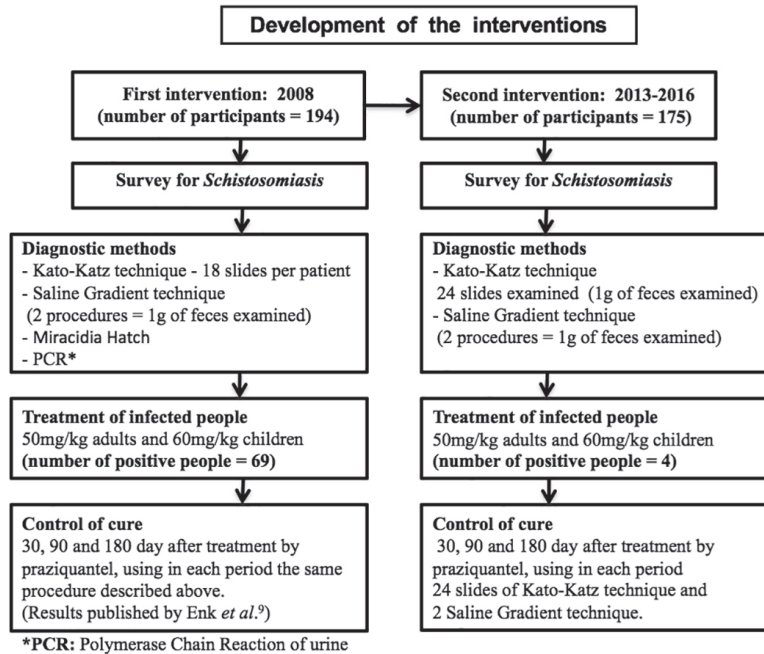 Development of the interventions
First intervention: 2008
(number of participants = 194)
Survey for Schistosomiasis
Diagnostic methods
- Kato-Katz technique - 18 slides per patient
- Saline Gradient technique
(2 procedures = 1g of feces examined)
- Miracidia Hatch
- PCR*
Treatment of infected people
50mg/kg adults and 60mg/kg children
(number of positive people = 69)
Control of cure
30, 90 and 180 day after treatment by
praziquantel, using in each period the same
procedure described above.
(Results published by Enk et al.9)
*PCR: Polymerase Chain Reaction of urine
Second intervention: 2013-2016
(number of participants = 175)
Survey for Schistosomiasis
Diagnostic methods
- Kato-Katz technique
24 slides examined (1g of feces examined)
- Saline Gradient technique
(2 procedures = 1g of feces examined)
Treatment of infected people
50mg/kg adults and 60mg/kg children
(number of positive people = 4)
Control of cure
30, 90 and 180 day after treatment by
praziquantel, using in each period
24 slides of Kato-Katz technique and
2 Saline Gradient technique.